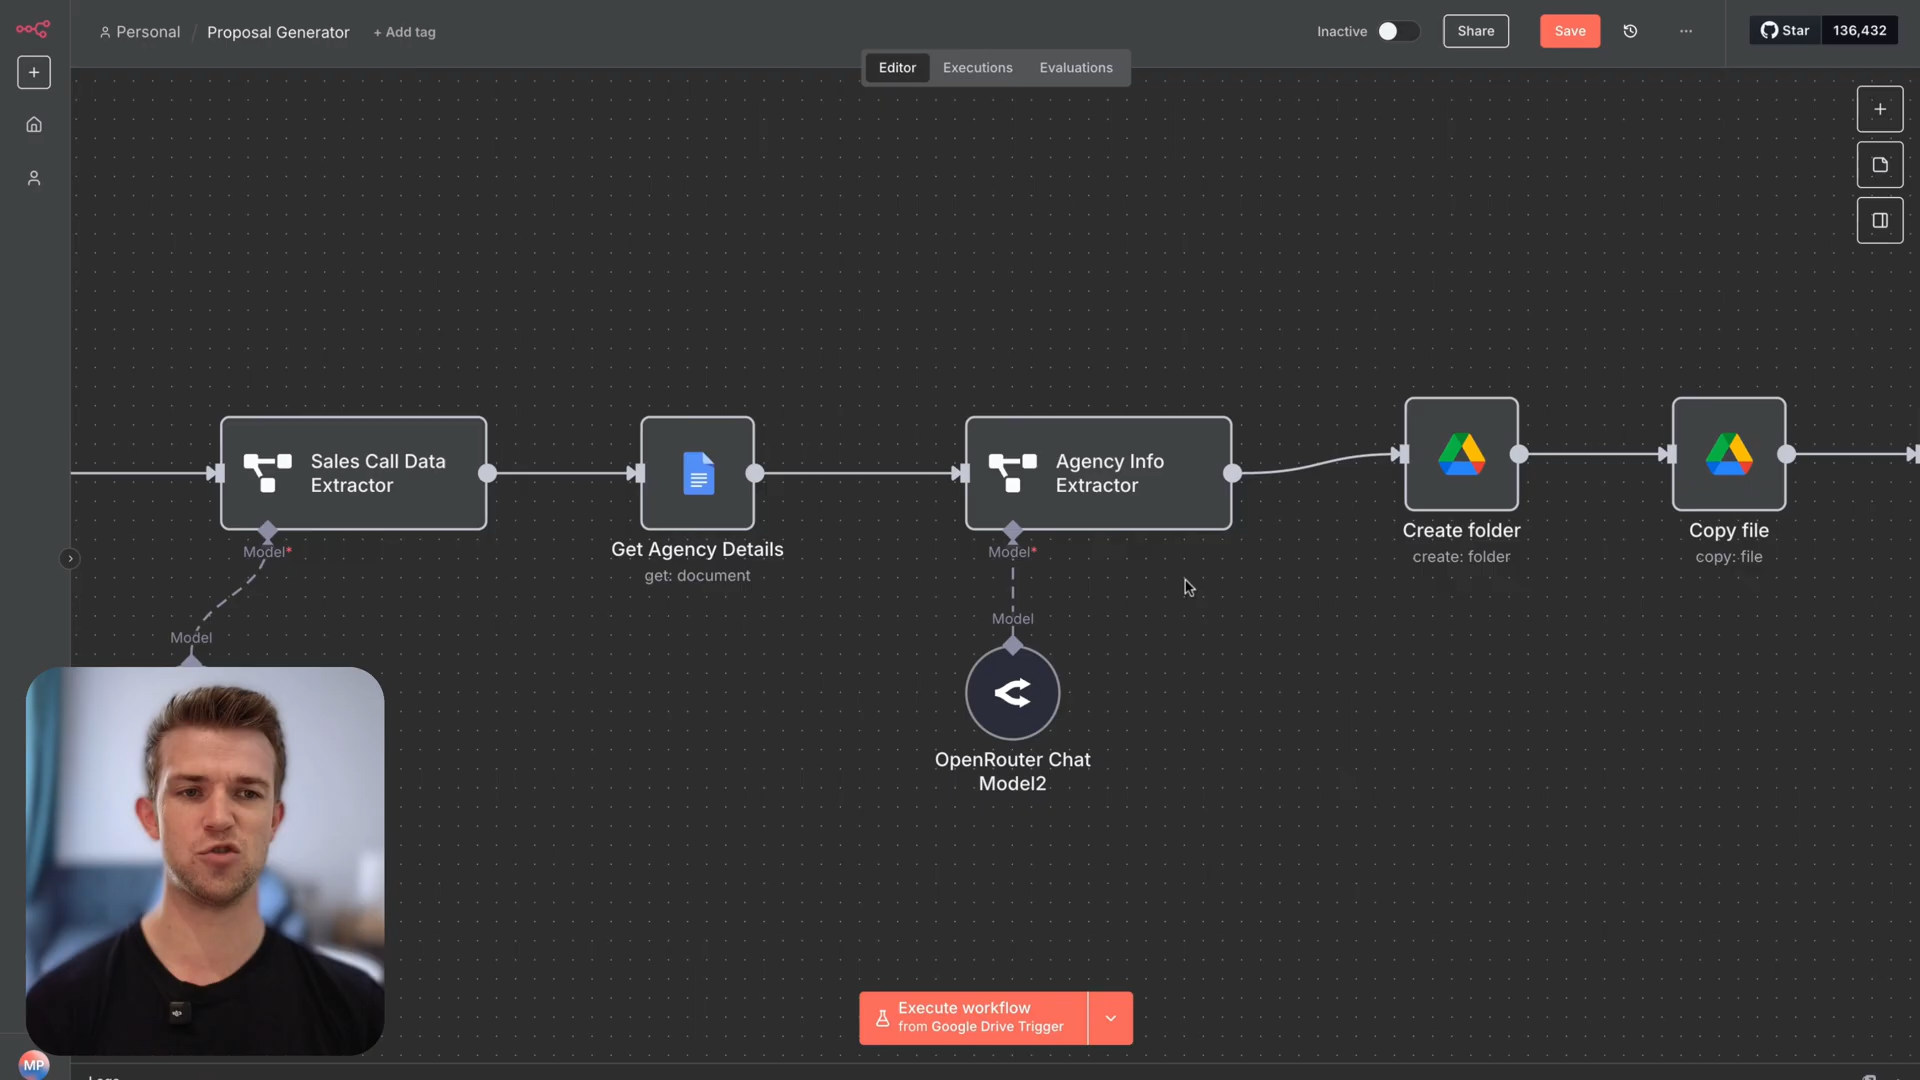 Personal / Proposal Generator + Add tag
Inactive
Share
Save
Star 136,432
Editor Executions Evaluations
Sales Call Data
Extractor
Agency Info
Extractor
Model*
Model*
Get Agency Details
get: document
Create folder
create: folder
Copy file
copy: file
Model
Model
OpenRouter Chat
Model2
Execute workflow
from Google Drive Trigger
MP